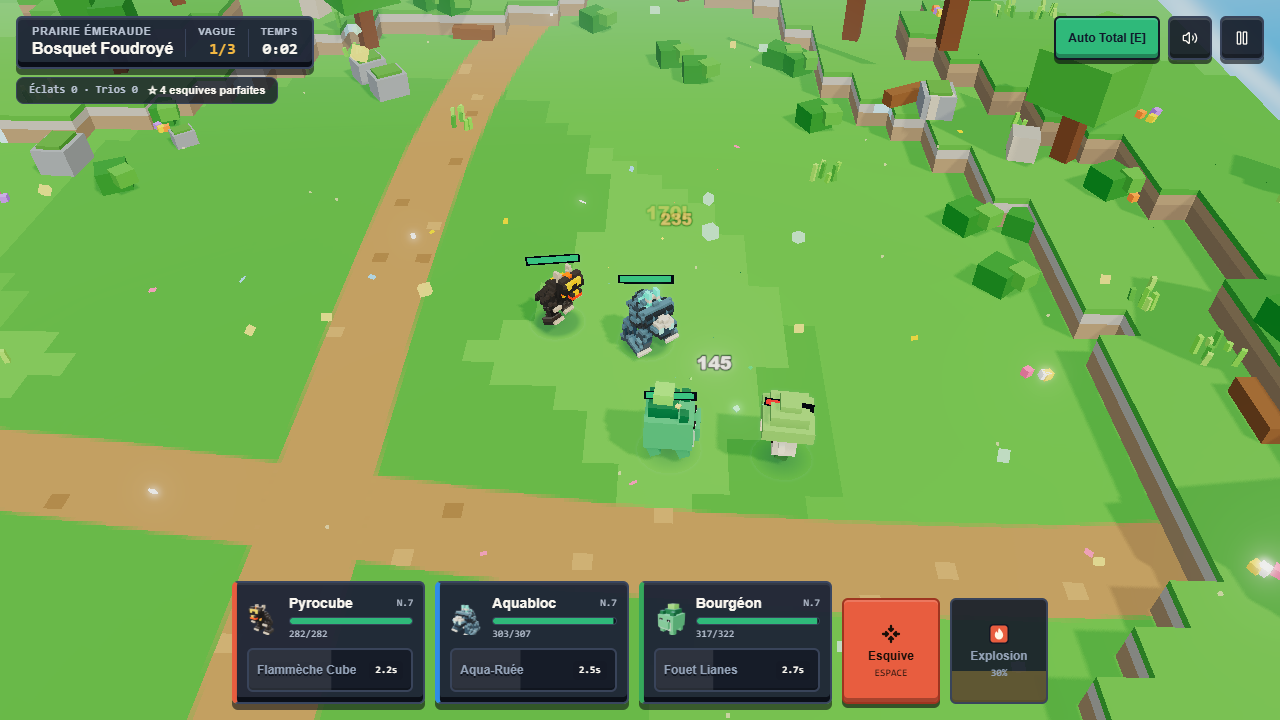 PRAIRIE ÉMERAUDE
Bosquet Foudroyé
VAGUE
1/3
TEMPS
0:02
Éclats 0 · Trios 0 ★ 4 esquives parfaites
Auto Total [E]
235
145
Pyrocube N.7
282/282
Flammèche Cube 2.2s
Aquabloc N.7
303/307
Aqua-Ruée 2.5s
Bourgéon N.7
317/322
Fouet Lianes 2.7s
Esquive
ESPACE
Explosion
30%